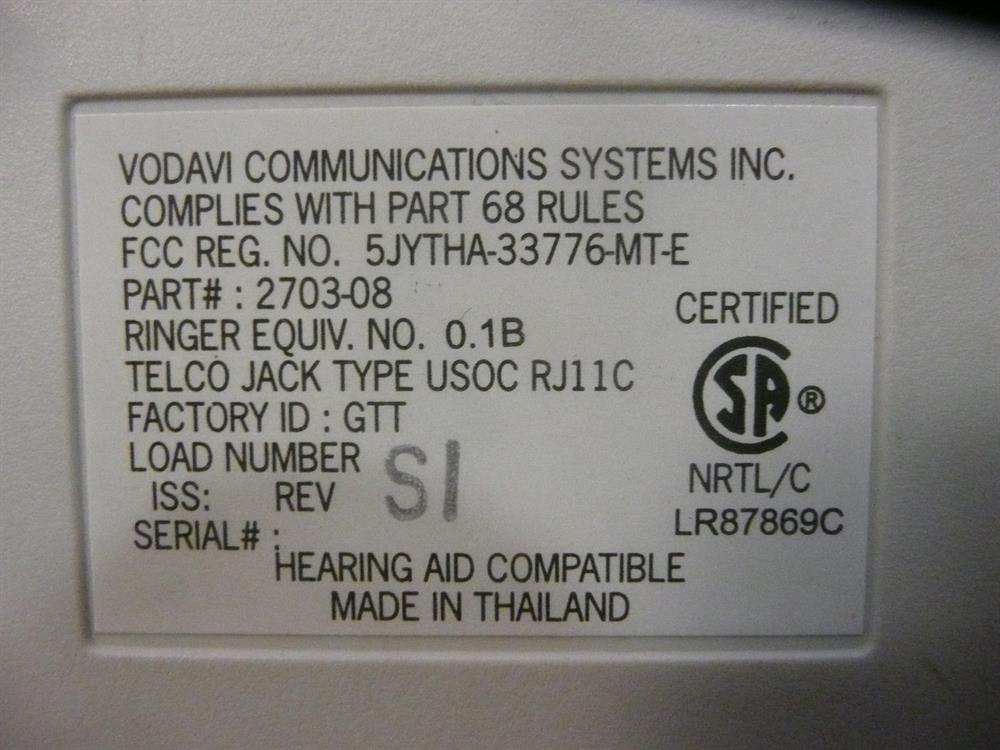 VODAVI COMMUNICATIONS SYSTEMS INC.
COMPLIES WITH PART 68 RULES
FCC REG. NO. 5JYTHA-33776-MT-E
PART# : 2703-08
RINGER EQUIV. NO. 0.1B
TELCO JACK TYPE USOC RJ11C
FACTORY ID : GTT
LOAD NUMBER
ISS: REV S1
SERIAL# :
HEARING AID COMPATIBLE
MADE IN THAILAND
CERTIFIED
SA ®
NRTL/C
LR87869C